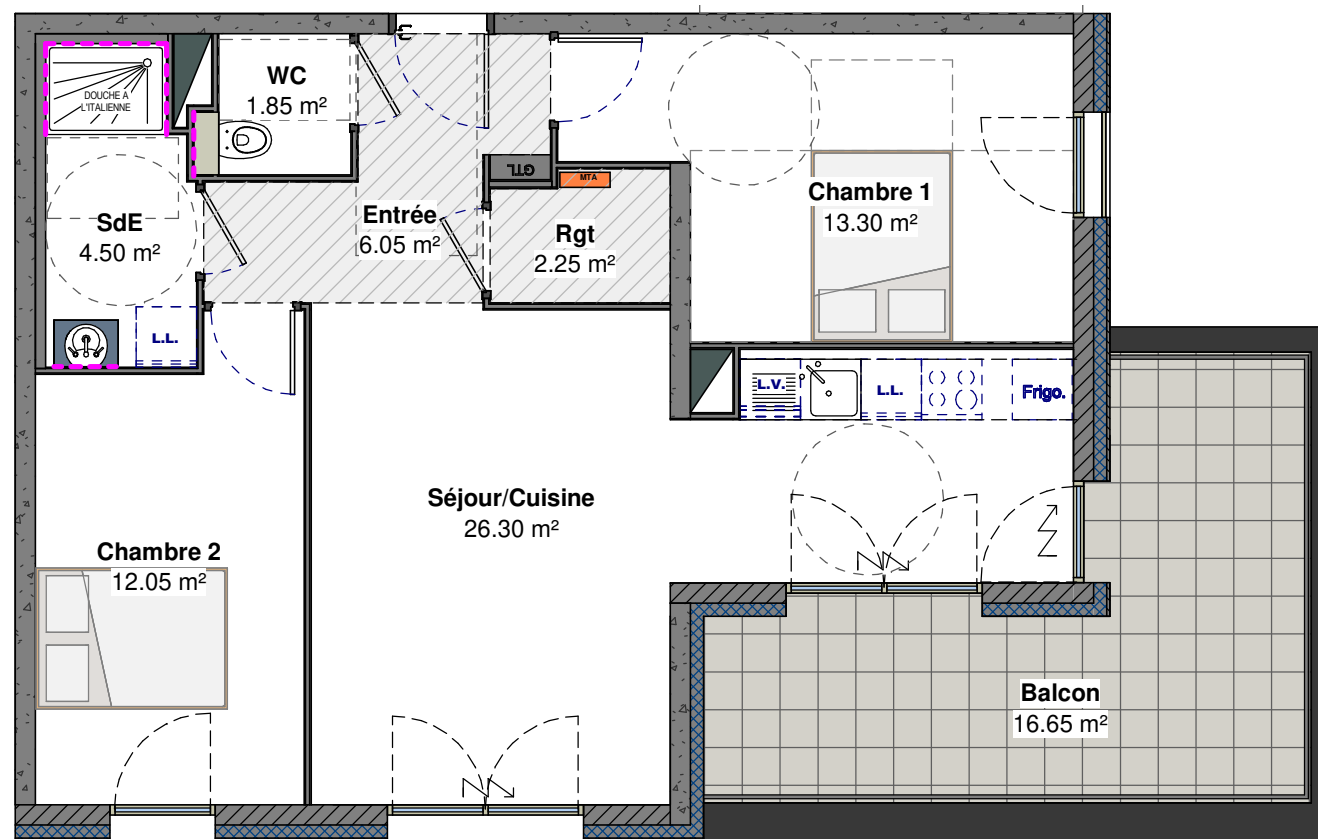 WC
1.85 m²
DOUCHE A
L'ITALIENNE
GTL
MTA
Chambre 1
13.30 m²
SdE
4.50 m²
Entrée
6.05 m²
Rgt
2.25 m²
L.L.
L.V.
L.L.
Frigo.
Séjour/Cuisine
26.30 m²
Chambre 2
12.05 m²
Balcon
16.65 m²